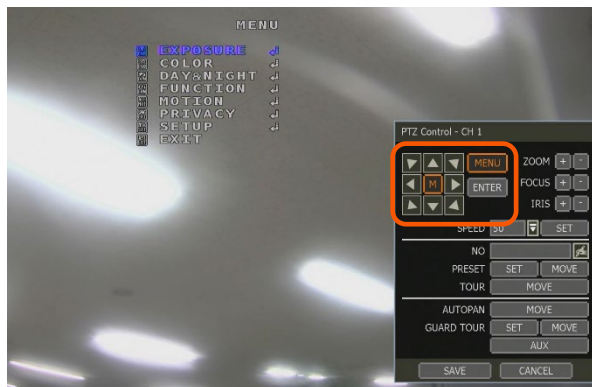 MENU
EXPOSURE
COLOR
DAY&NIGHT
FUNCTION
MOTION
PRIVACY
SETUP
EXIT
PTZ Control - CH 1
MENU ZOOM + -
M ENTER FOCUS + -
IRIS + -
SPEED 50 SET
NO
PRESET SET MOVE
TOUR MOVE
AUTOPAN MOVE
GUARD TOUR SET MOVE
AUX
SAVE CANCEL